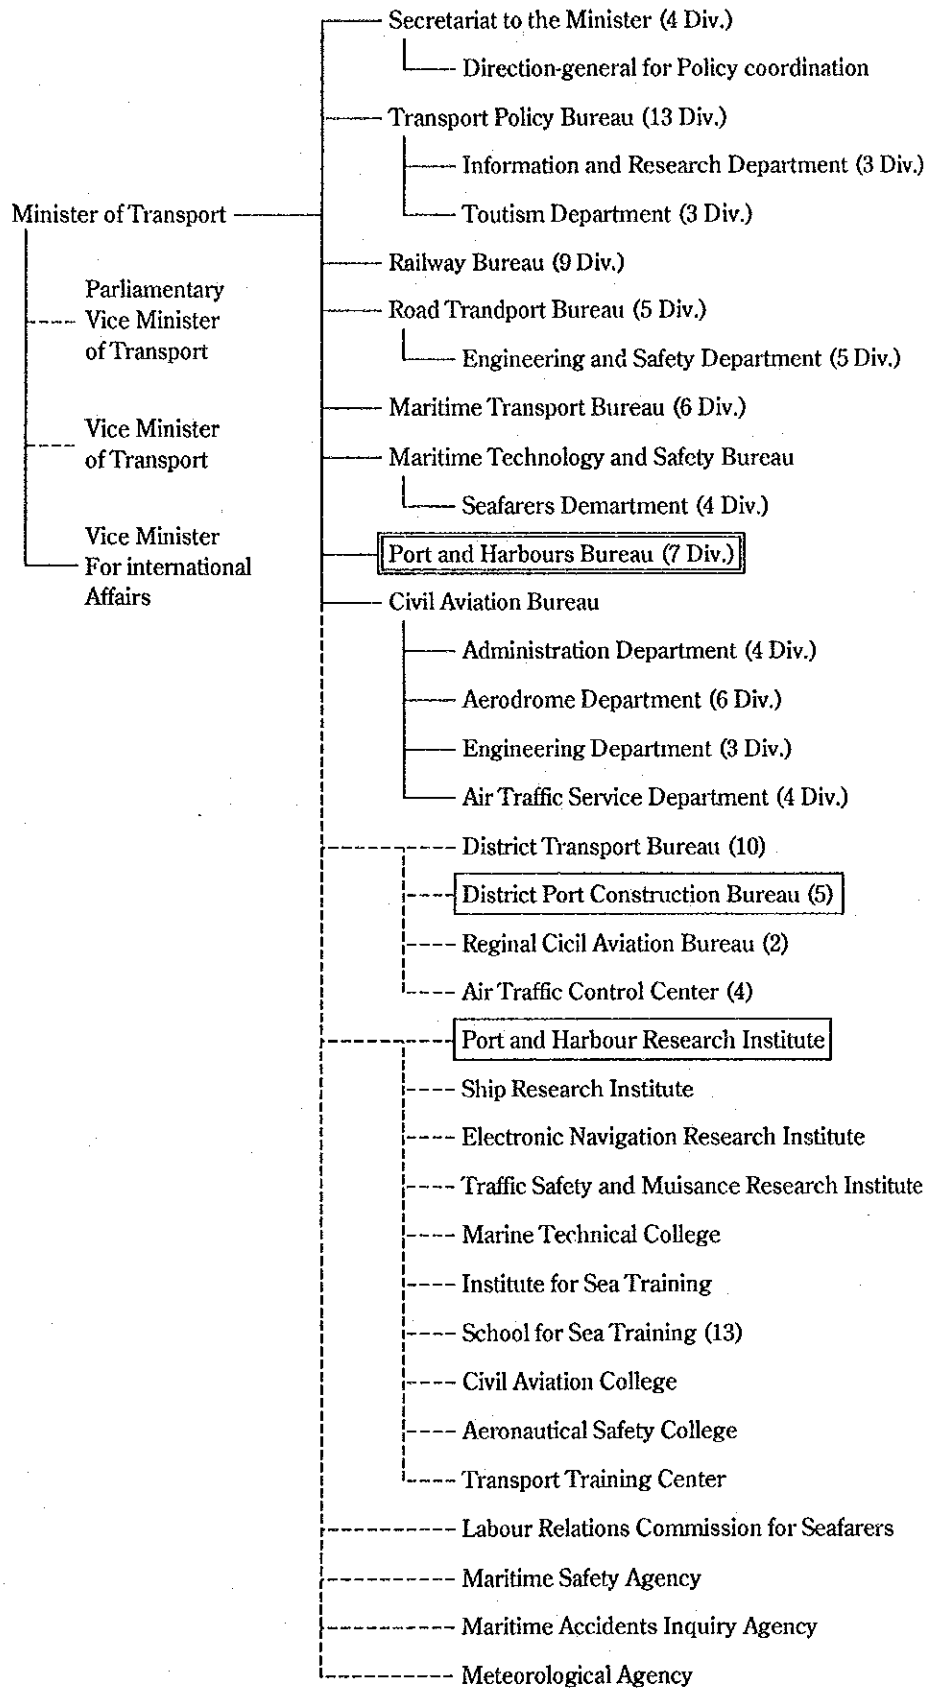 Secretariat to the Minister (4 Div.)
Direction-general for Policy coordination
Transport Policy Bureau (13 Div.)
Information and Research Department (3 Div.)
Minister of Transport
Toutism Department (3 Div.)
Railway Bureau (9 Div.)
Parliamentary
Vice Minister
of Transport
Road Trandport Bureau (5 Div.)
Engineering and Safety Department (5 Div.)
Maritime Transport Bureau (6 Div.)
Vice Minister
of Transport
Maritime Technology and Safety Bureau
Seafarers Demartment (4 Div.)
Vice Minister
For international
Affairs
Port and Harbours Bureau (7 Div.)
Civil Aviation Bureau
Administration Department (4 Div.)
Aerodrome Department (6 Div.)
Engineering Department (3 Div.)
Air Traffic Service Department (4 Div.)
District Transport Bureau (10)
District Port Construction Bureau (5)
Reginal Cicil Aviation Bureau (2)
Air Traffic Control Center (4)
Port and Harbour Research Institute
Ship Research Institute
Electronic Navigation Research Institute
Traffic Safety and Muisance Research Institute
Marine Technical College
Institute for Sea Training
School for Sea Training (13)
Civil Aviation College
Aeronautical Safety College
Transport Training Center
Labour Relations Commission for Seafarers
Maritime Safety Agency
Maritime Accidents Inquiry Agency
Meteorological Agency